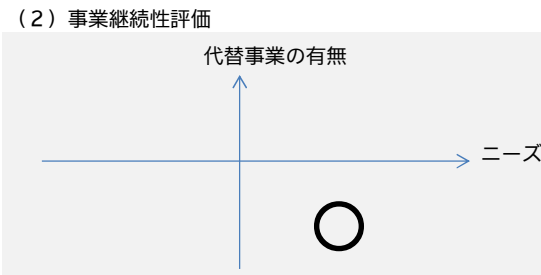 （２）事業継続性評価
代替事業の有無
ニーズ